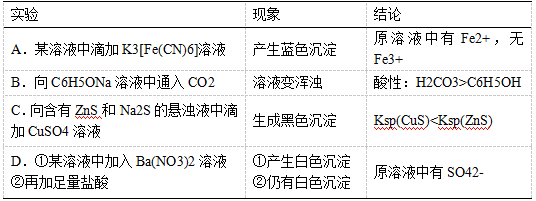 实验 现象 结论
A．某溶液中滴加 K3[Fe(CN)6]溶液 产生蓝色沉淀 原溶液中有 Fe2+，无
Fe3+
B．向 C6H5ONa 溶液中通入 CO2 溶液变浑浊 酸性：H2CO3>C6H5OH
C．向含有 ZnS 和 Na2S 的悬浊液中滴
加 CuSO4 溶液 生成黑色沉淀 Ksp(CuS)<Ksp(ZnS)
D．①某溶液中加入 Ba(NO3)2 溶液 ①产生白色沉淀
②再加足量盐酸 ②仍有白色沉淀 原溶液中有 SO42-